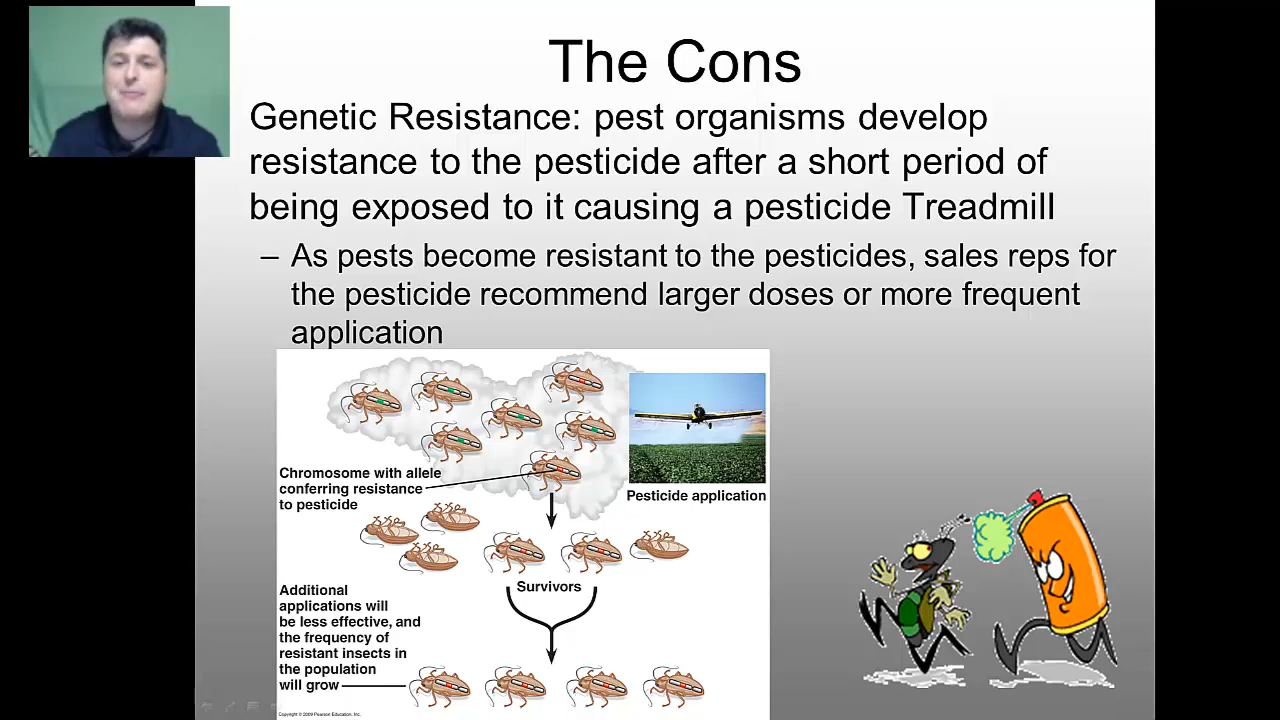 The Cons
Genetic Resistance: pest organisms develop
resistance to the pesticide after a short period of
being exposed to it causing a pesticide Treadmill
– As pests become resistant to the pesticides, sales reps for
the pesticide recommend larger doses or more frequent
application
Chromosome with allele
conferring resistance
to pesticide
Pesticide application
Survivors
Additional
applications will
be less effective, and
the frequency of
resistant insects in
the population
will grow
Copyright © 2009 Pearson Education, Inc.